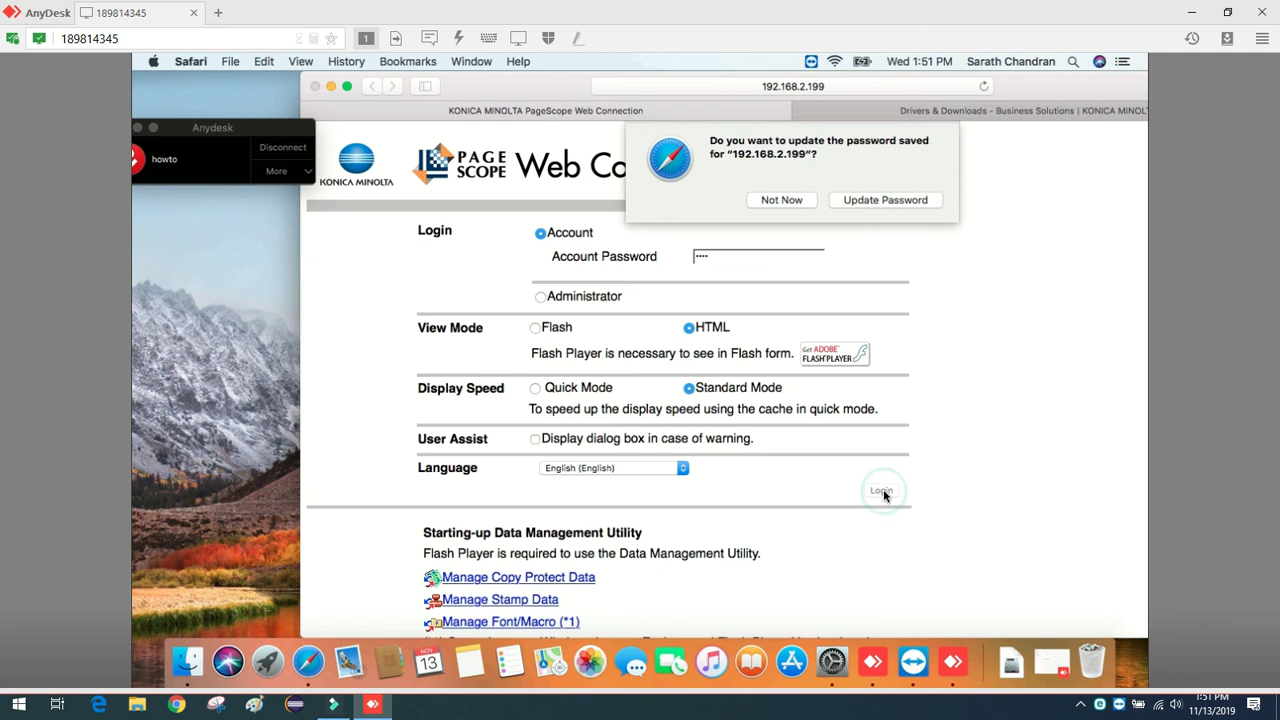 AnyDesk
189814345
+
189814345
1
Safari File Edit View History Bookmarks Window Help
Wed 1:51 PM Sarath Chandran
192.168.2.199
KONICA MINOLTA PageScope Web Connection
Drivers & Downloads - Business Solutions | KONICA MINOL
Anydesk
howto
Disconnect
More
KONICA MINOLTA
PAGE
SCOPE
Web Co
Do you want to update the password saved
for “192.168.2.199”?
Not Now
Update Password
Login
Account
Account Password
••••
Administrator
View Mode
Flash
HTML
Flash Player is necessary to see in Flash form.
Get ADOBE
FLASH PLAYER
Display Speed
Quick Mode
Standard Mode
To speed up the display speed using the cache in quick mode.
User Assist
Display dialog box in case of warning.
Language
English (English)
Login
Starting-up Data Management Utility
Flash Player is required to use the Data Management Utility.
Manage Copy Protect Data
Manage Stamp Data
Manage Font/Macro (*1)
NOV
13
1:51 PM
11/13/2019